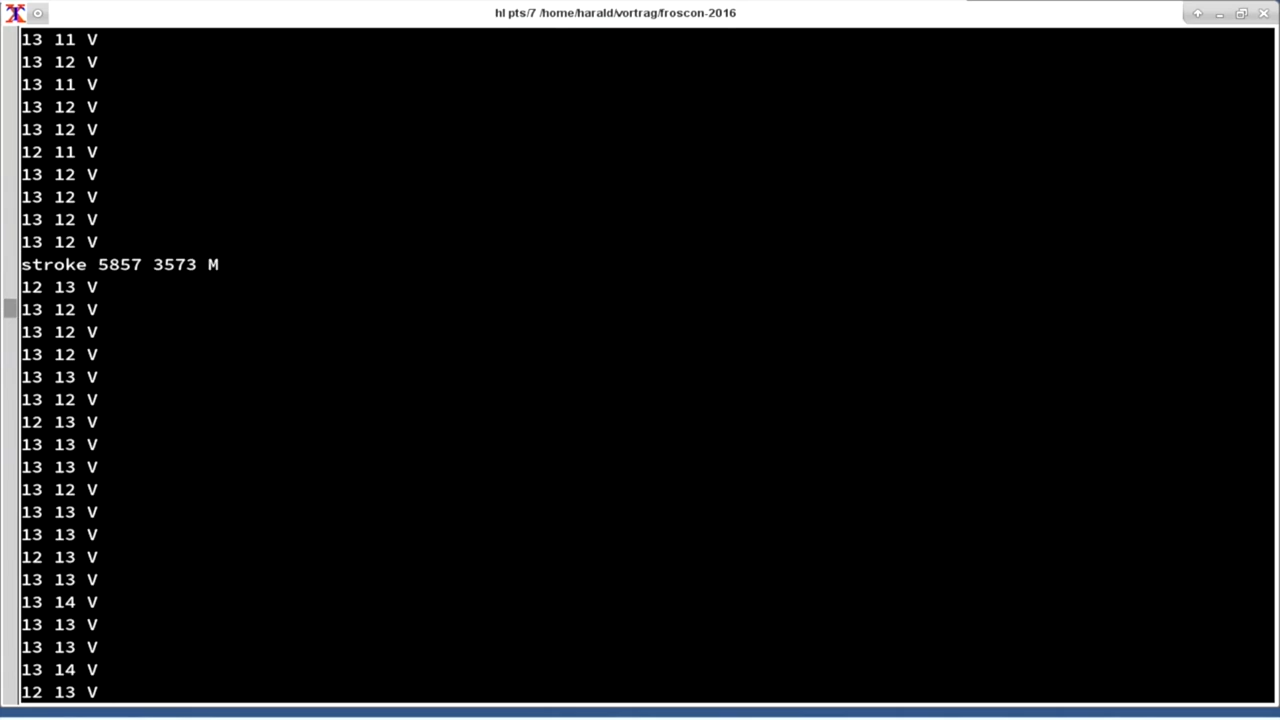 hl pts/7 /home/harald/vortrag/froscon-2016
13 11 V
13 12 V
13 11 V
13 12 V
13 12 V
12 11 V
13 12 V
13 12 V
13 12 V
13 12 V
stroke 5857 3573 M
12 13 V
13 12 V
13 12 V
13 12 V
13 13 V
13 12 V
12 13 V
13 13 V
13 13 V
13 12 V
13 13 V
13 13 V
12 13 V
13 13 V
13 14 V
13 13 V
13 13 V
13 14 V
12 13 V